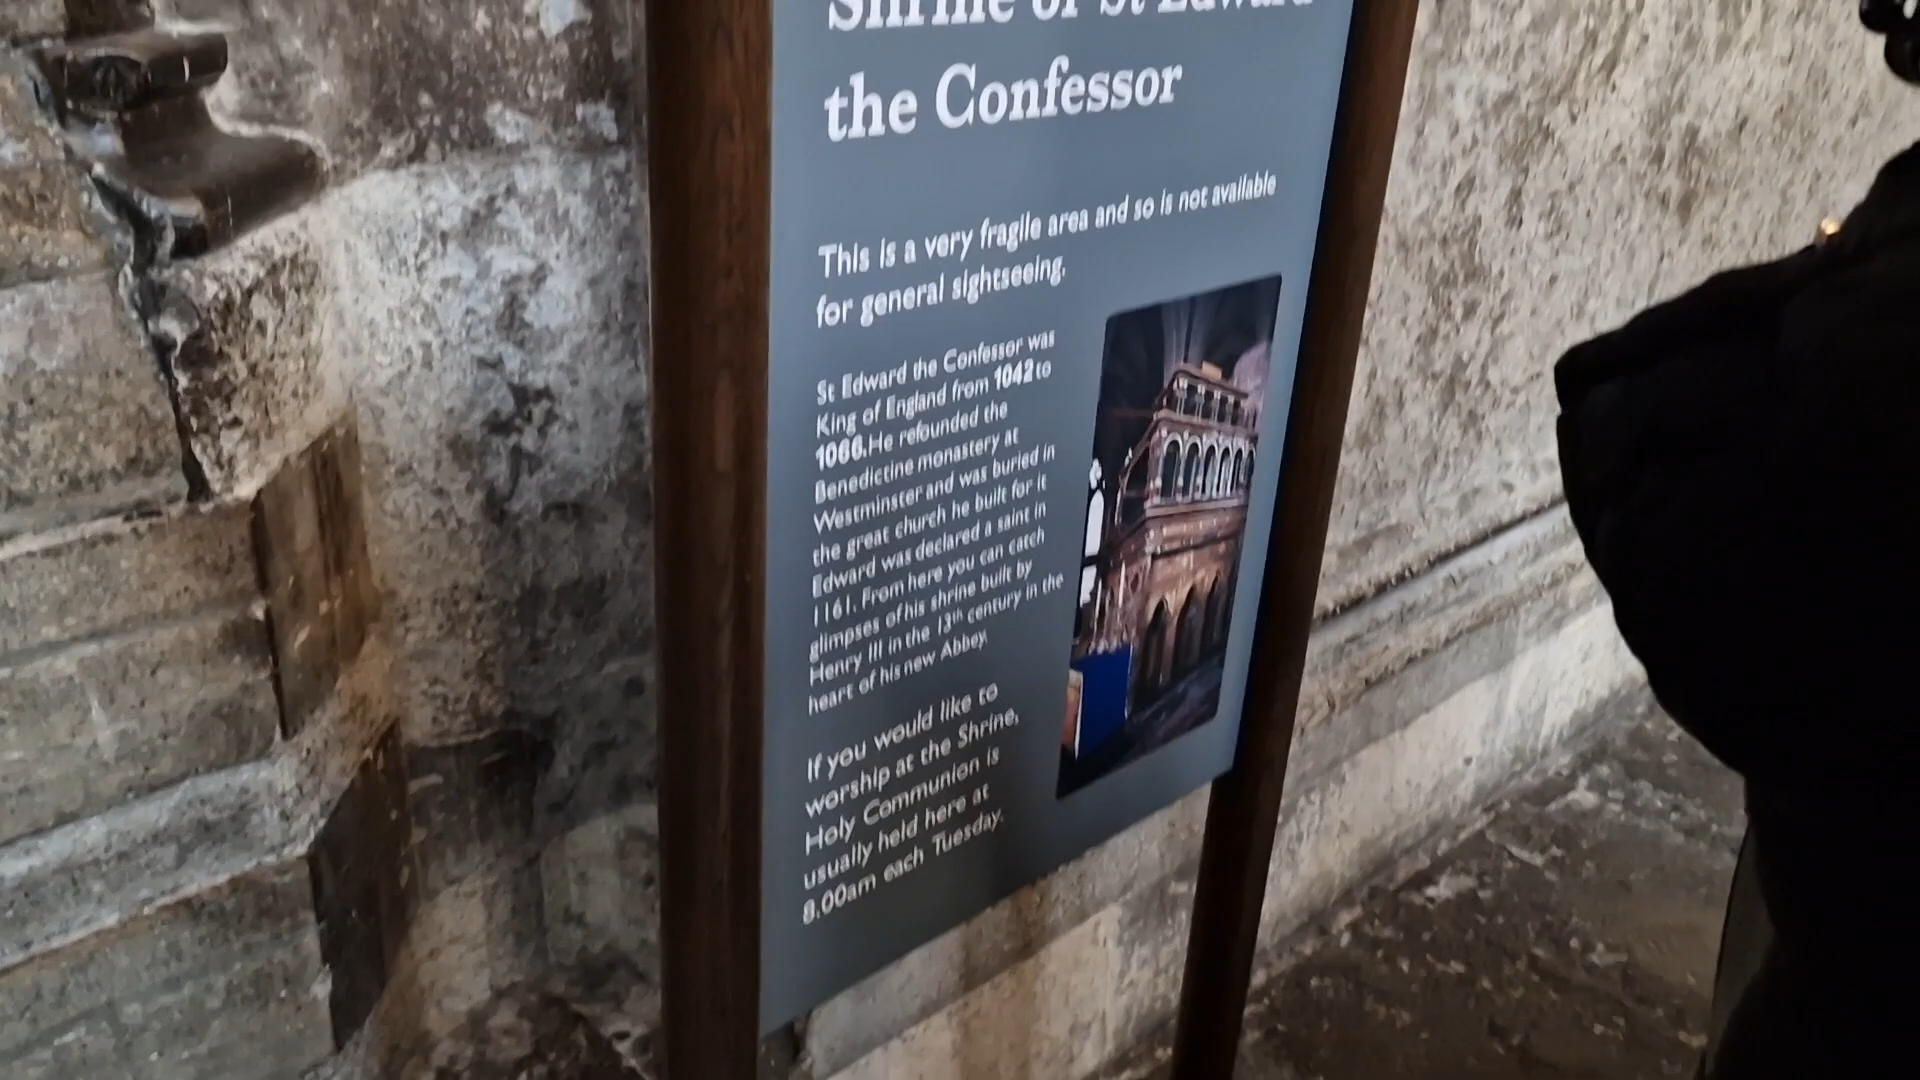 Shrine of St Edward
the Confessor
This is a very fragile area and so is not available
for general sightseeing.
St Edward the Confessor was
King of England from 1042 to
1066. He refounded the
Benedictine monastery at
Westminster and was buried in
the great church he built for it
Edward was declared a saint in
1161. From here you can catch
glimpses of his shrine built by
Henry III in the 13th century in the
heart of his new Abbey.
If you would like to
worship at the Shrine,
Holy Communion is
usually held here at
8.00am each Tuesday.